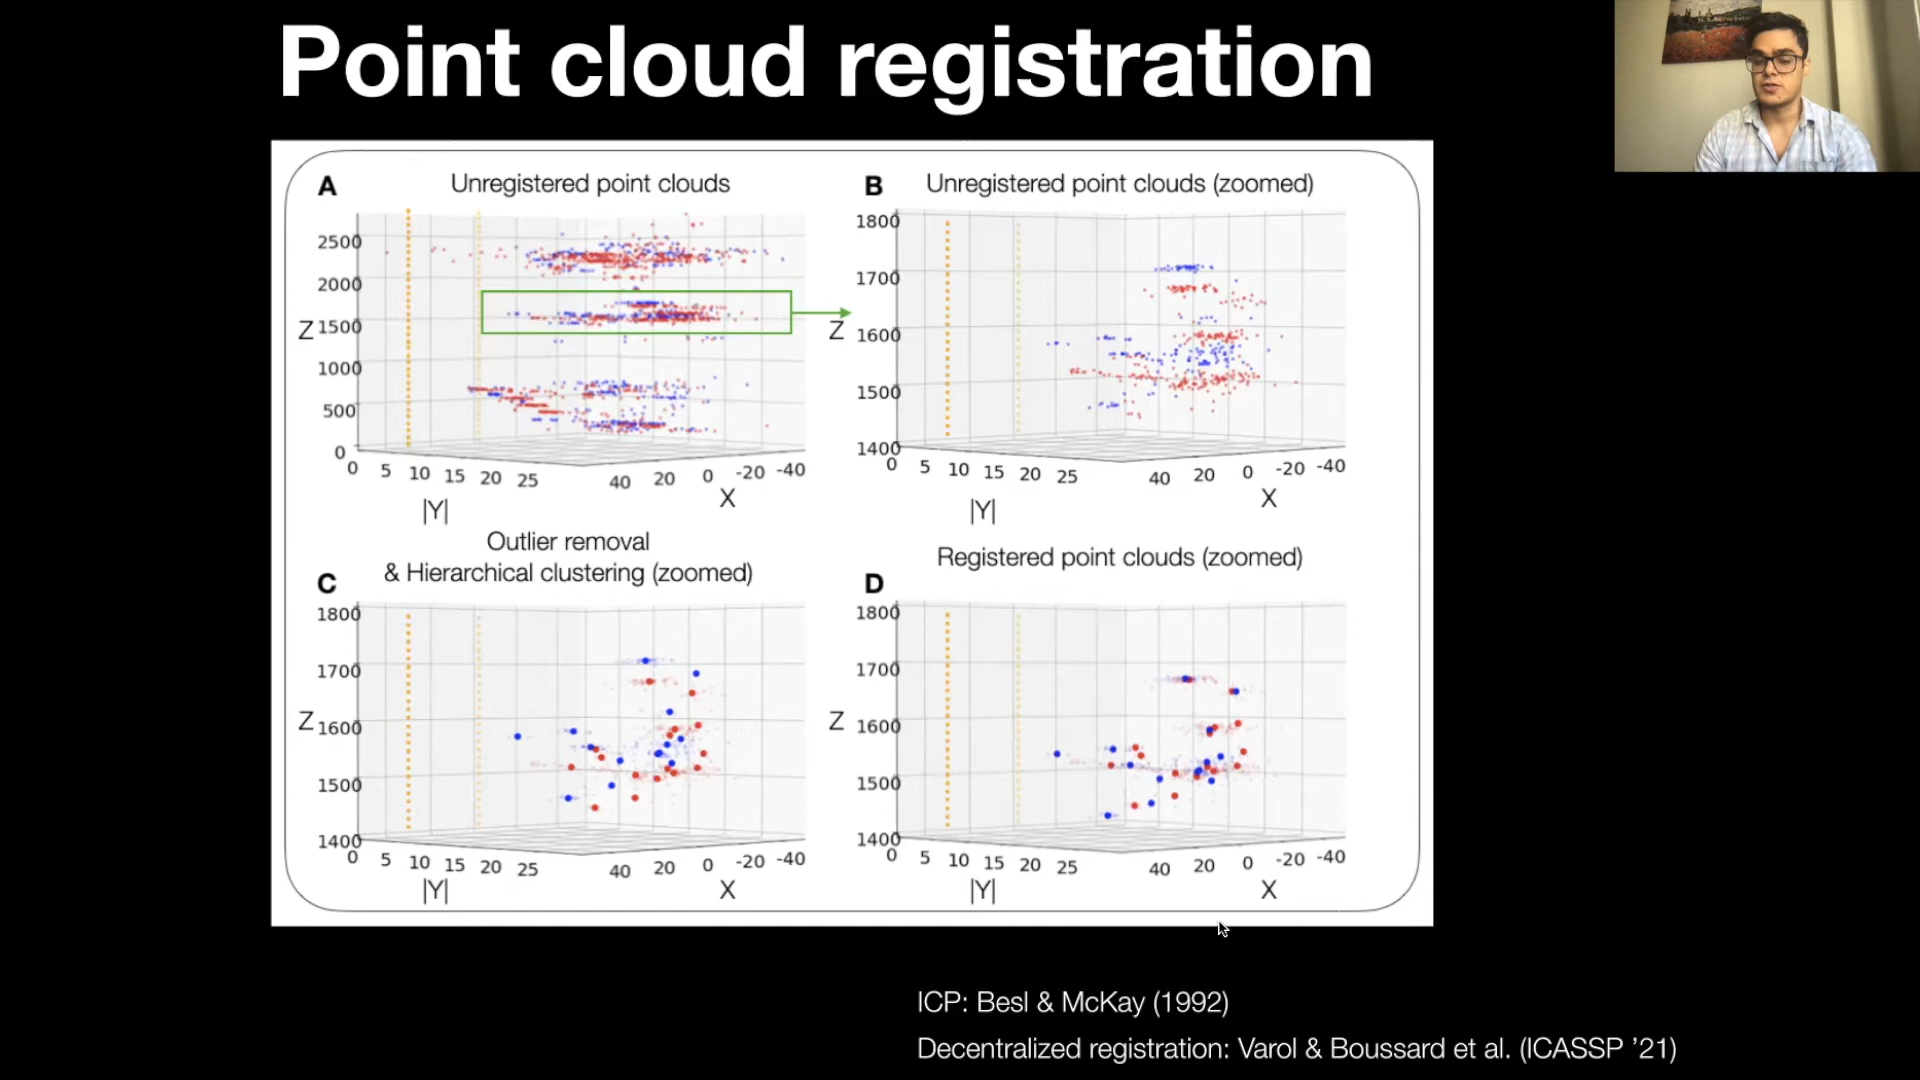 Point cloud registration
A
Unregistered point clouds
2500
2000
Z
1500
1000
500
0
0 5 10 15 20 25
40 20 0 -20 -40
|Y|
X
B
Unregistered point clouds (zoomed)
1800
1700
Z
1600
1500
1400
0 5 10 15 20 25
40 20 0 -20 -40
|Y|
X
C
Outlier removal
& Hierarchical clustering (zoomed)
1800
1700
Z
1600
1500
1400
0 5 10 15 20 25
40 20 0 -20 -40
|Y|
X
D
Registered point clouds (zoomed)
1800
1700
Z
1600
1500
1400
0 5 10 15 20 25
40 20 0 -20 -40
|Y|
X
ICP: Besl & McKay (1992)
Decentralized registration: Varol & Boussard et al. (ICASSP ’21)